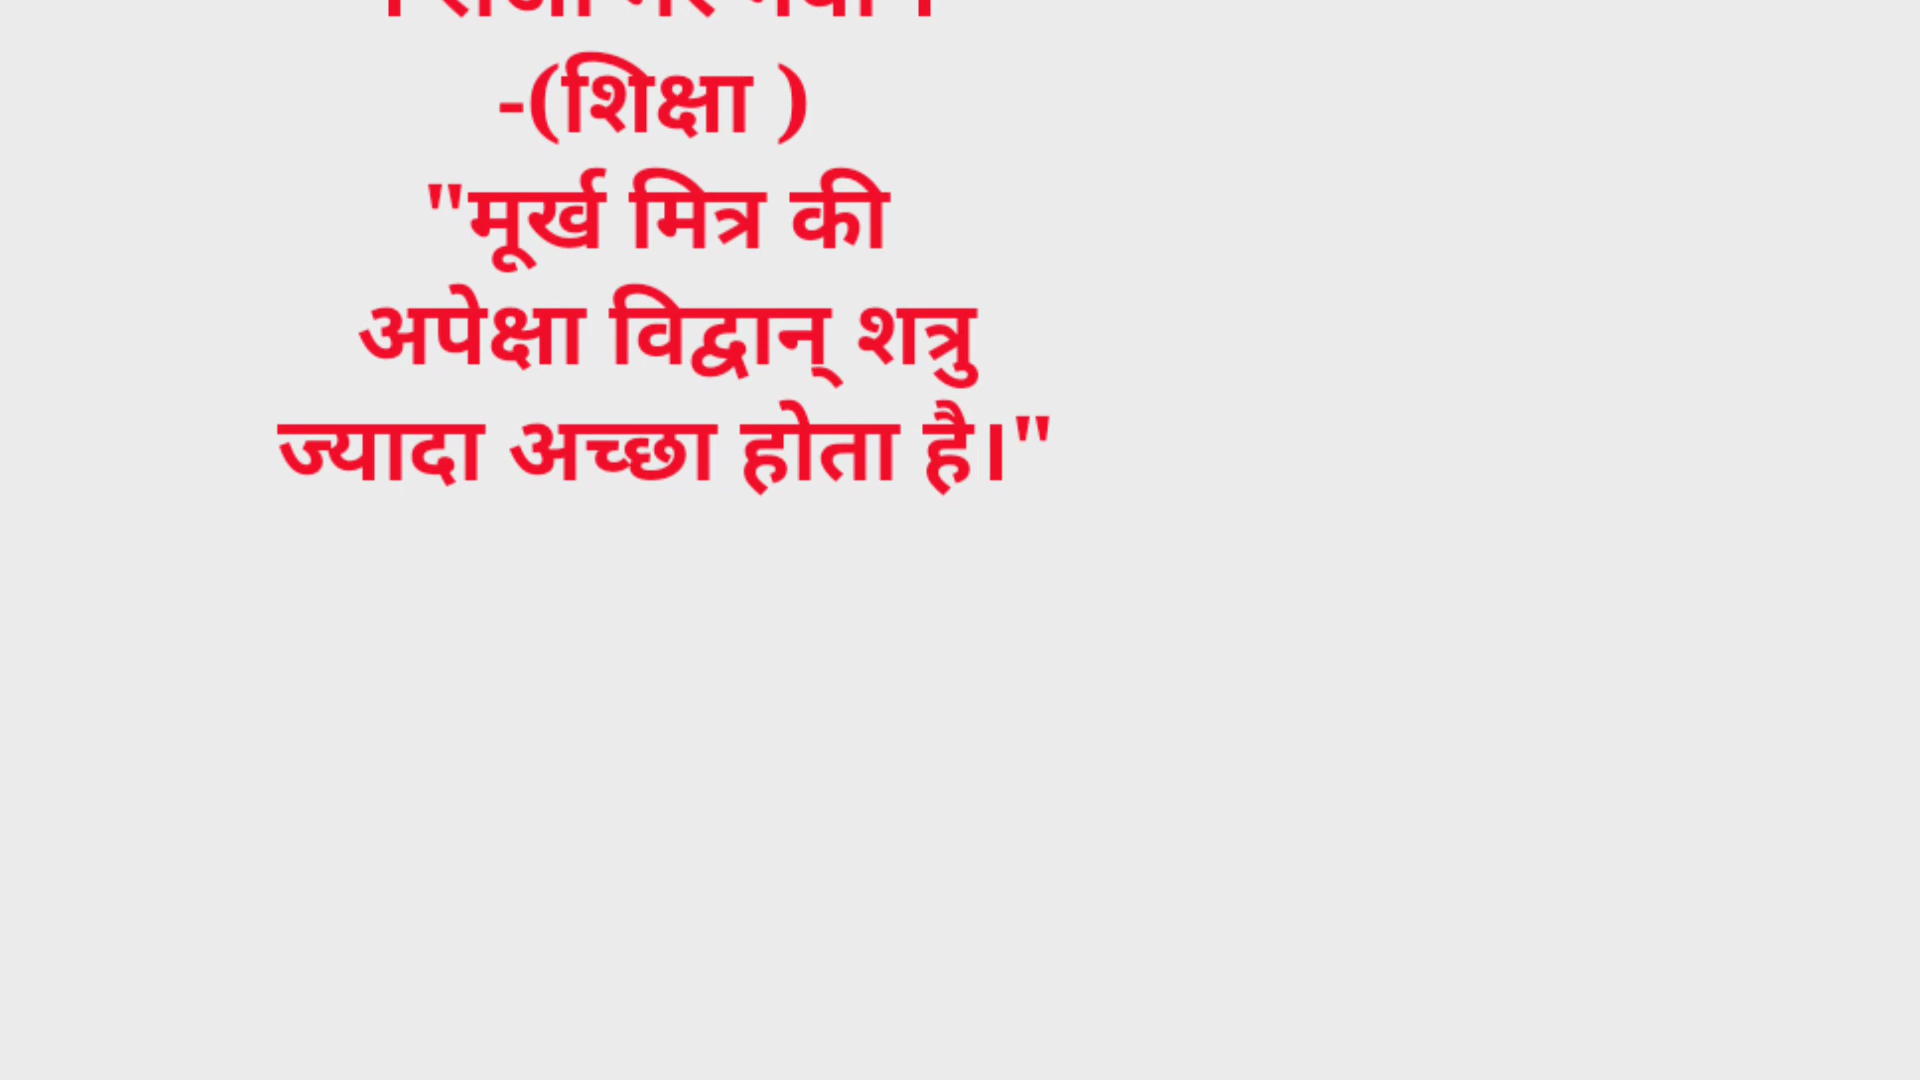 -(शिक्षा )
"मूर्ख मित्र की
अपेक्षा विद्वान् शत्रु
ज्यादा अच्छा होता है।"